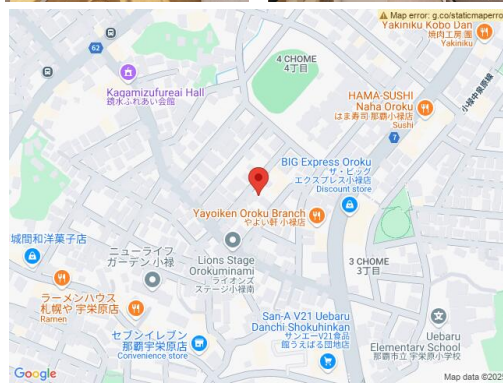 Map error: g.co/staticmaperro
Yakiniku Kobo Dan
焼肉工房 團
Yakiniku
62
4 CHOME
4丁目
Kagamizufureai Hall
鏡水ふれあい会館
HAMA-SUSHI
Naha Oroku
はま寿司 那覇小禄店
Sushi
小禄中央原線
7
BIG Express Oroku
ザ・ビッグ
エクスプレス小禄店
Discount store
Yayoiken Oroku Branch
やよい軒 小禄店
城間和洋菓子店
ニューライフ
ガーデン 小禄
Lions Stage
Orokuminami
ライオンズ
ステージ小禄南
3 CHOME
3丁目
ラーメンハウス
札幌や 宇栄原店
Ramen
San-A V21 Uebaru
Danchi Shokuhinkan
サンエーV21食品
館うえばる団地店
Uebaru
Elementary School
那覇市立 宇栄原小学校
セブンイレブン
那覇宇栄原店
Convenience store
Google
Map data ©202